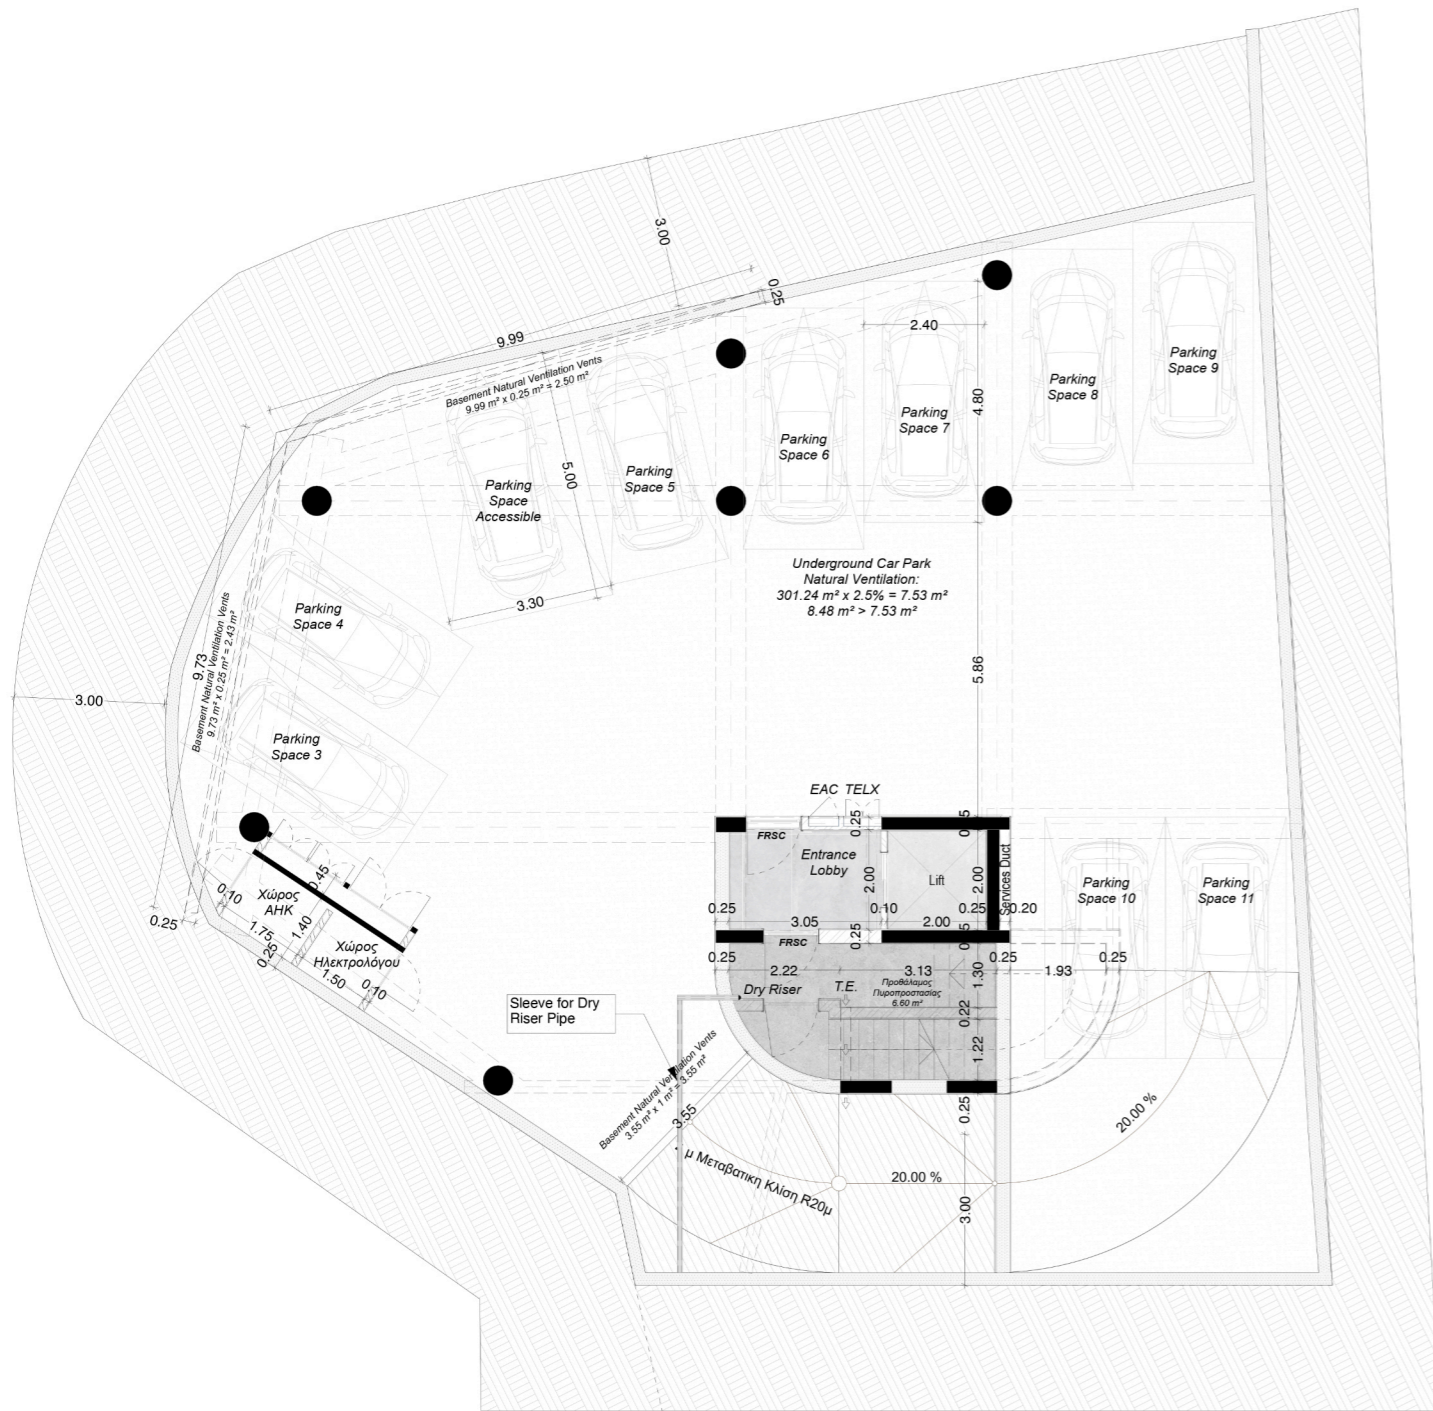 3.00
0.25
9.99
Basement Natural Ventilation Vents
9.99 m² x 0.25 m² = 2.50 m²
2.40
4.80
Parking
Space 9
Parking
Space 8
Parking
Space 7
Parking
Space 6
Parking
Space 5
Parking
Space
Accessible
5.00
3.30
Underground Car Park
Natural Ventilation:
301.24 m² x 2.5% = 7.53 m²
8.48 m² > 7.53 m²
Parking
Space 4
9.73
Basement Natural Ventilation Vents
9.73 m² x 0.25 m² = 2.43 m²
3.00
5.86
Parking
Space 3
EAC TELX
0.25
FRSC
Entrance
Lobby
2.00
Lift
2.00
Services Duct
0.25
3.05
0.10
2.00
0.25
0.20
Parking
Space 10
Parking
Space 11
0.45
0.10
Χώρος
ΑΗΚ
0.25
1.75
1.40
0.25
Χώρος
Ηλεκτρολόγου
1.50
0.10
FRSC
0.25
0.25
2.22
3.13
0.25
1.93
0.25
1.30
Dry Riser
T.E.
Προθάλαμος
Πυροπροστασίας
6.60 m²
0.22
1.22
Sleeve for Dry
Riser Pipe
Basement Natural Ventilation Vents
3.55 m² x 1 m² = 3.55 m²
3.55
0.25
20.00 %
μ Μεταβατικη Κλίση R20μ
20.00 %
3.00